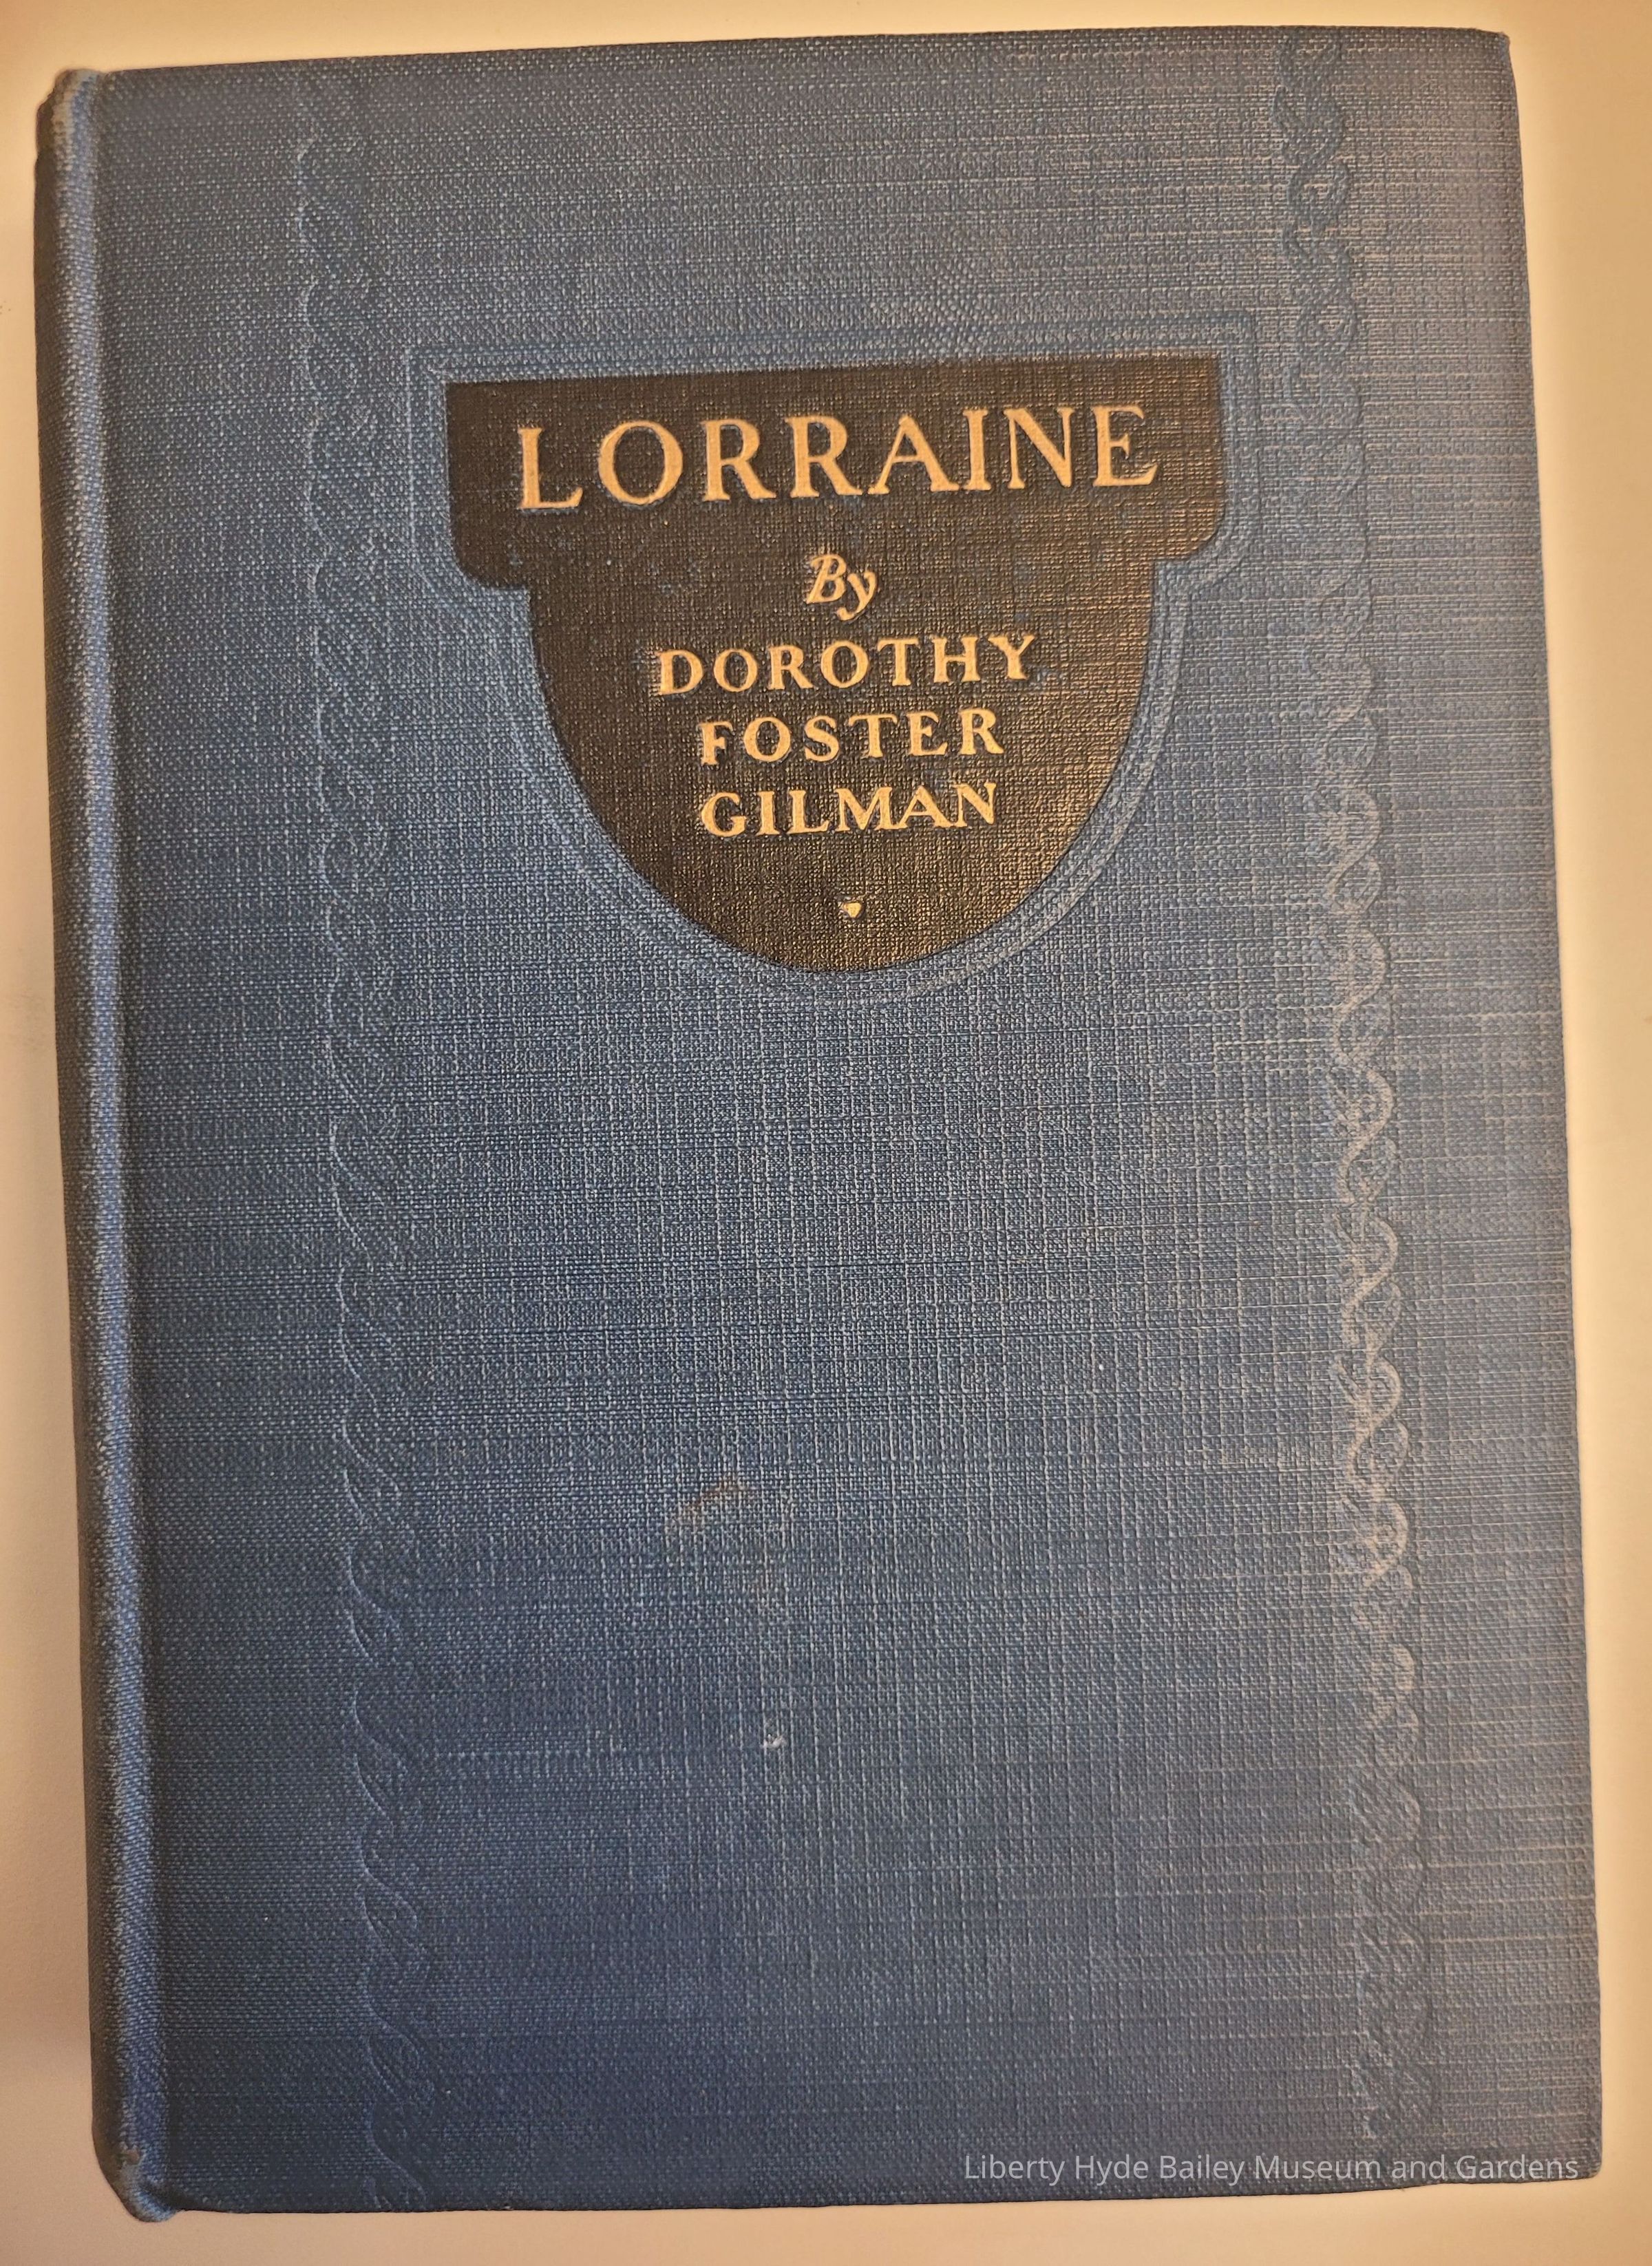 LORRAINE
By
DOROTHY
FOSTER
GILMAN
Liberty Hyde Bailey Museum and Gardens